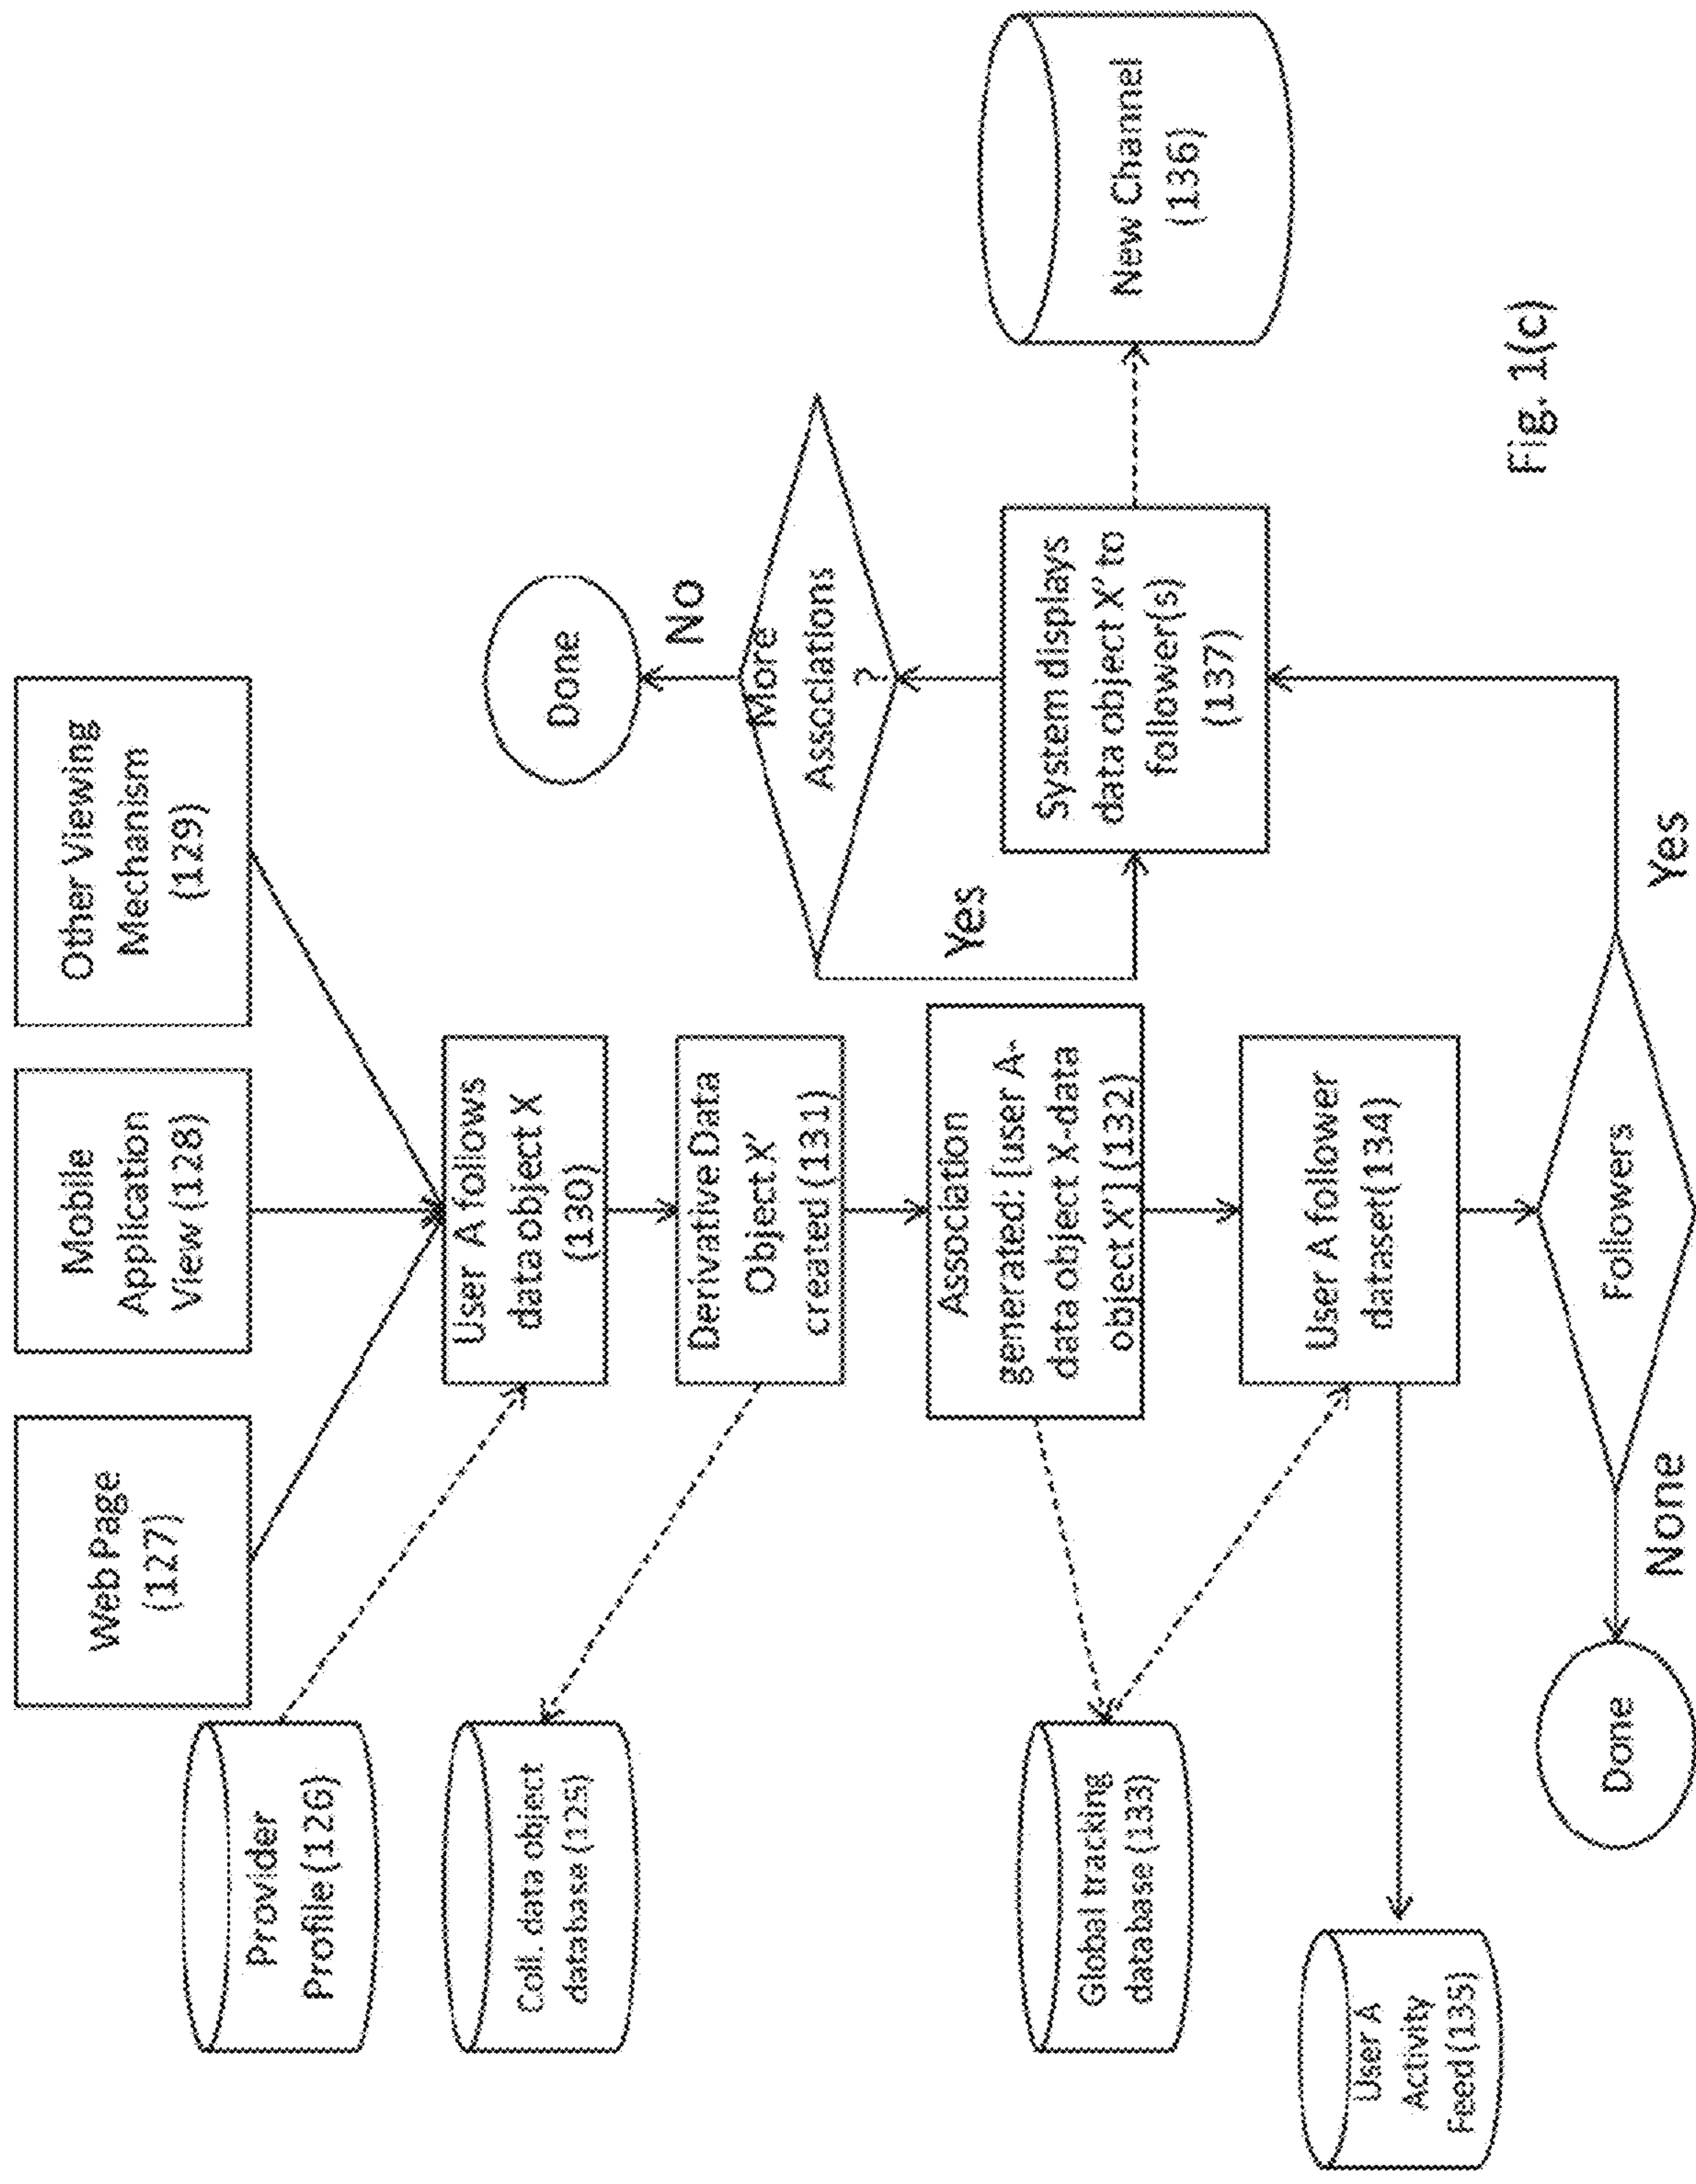 Web Page
(127)
Mobile
Application
View (128)
Other Viewing
Mechanism
(129)
Provider
Profile (126)
User A follows
data object X
(130)
Coll. data object
database (125)
Derivative Data
Object X'
created (131)
Association
generated: [user A-
data object X-data
object X'] (132)
Global tracking
database (133)
User A follower
dataset(134)
User A
Activity
Feed (135)
Followers
None
Done
Yes
System displays
data object X' to
follower(s)
(137)
New Channel
(136)
More
Associations
?
Yes
No
Done
Fig. 1(c)